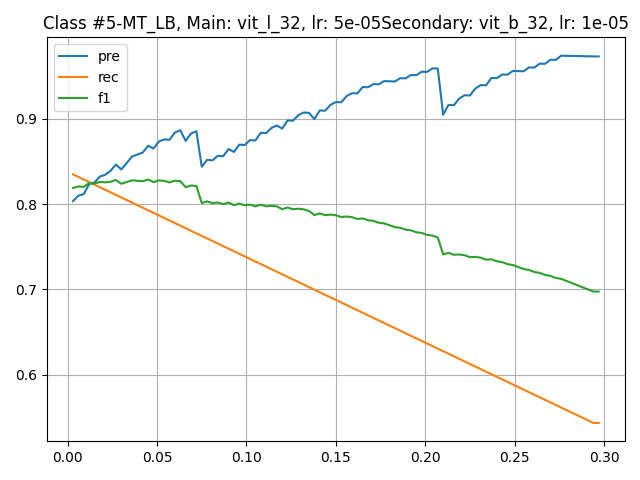 Class #5-MT_LB, Main: vit_l_32, lr: 5e-05Secondary: vit_b_32, lr: 1e-05
pre
rec
f1
0.9
0.8
0.7
0.6
0.00 0.05 0.10 0.15 0.20 0.25 0.30